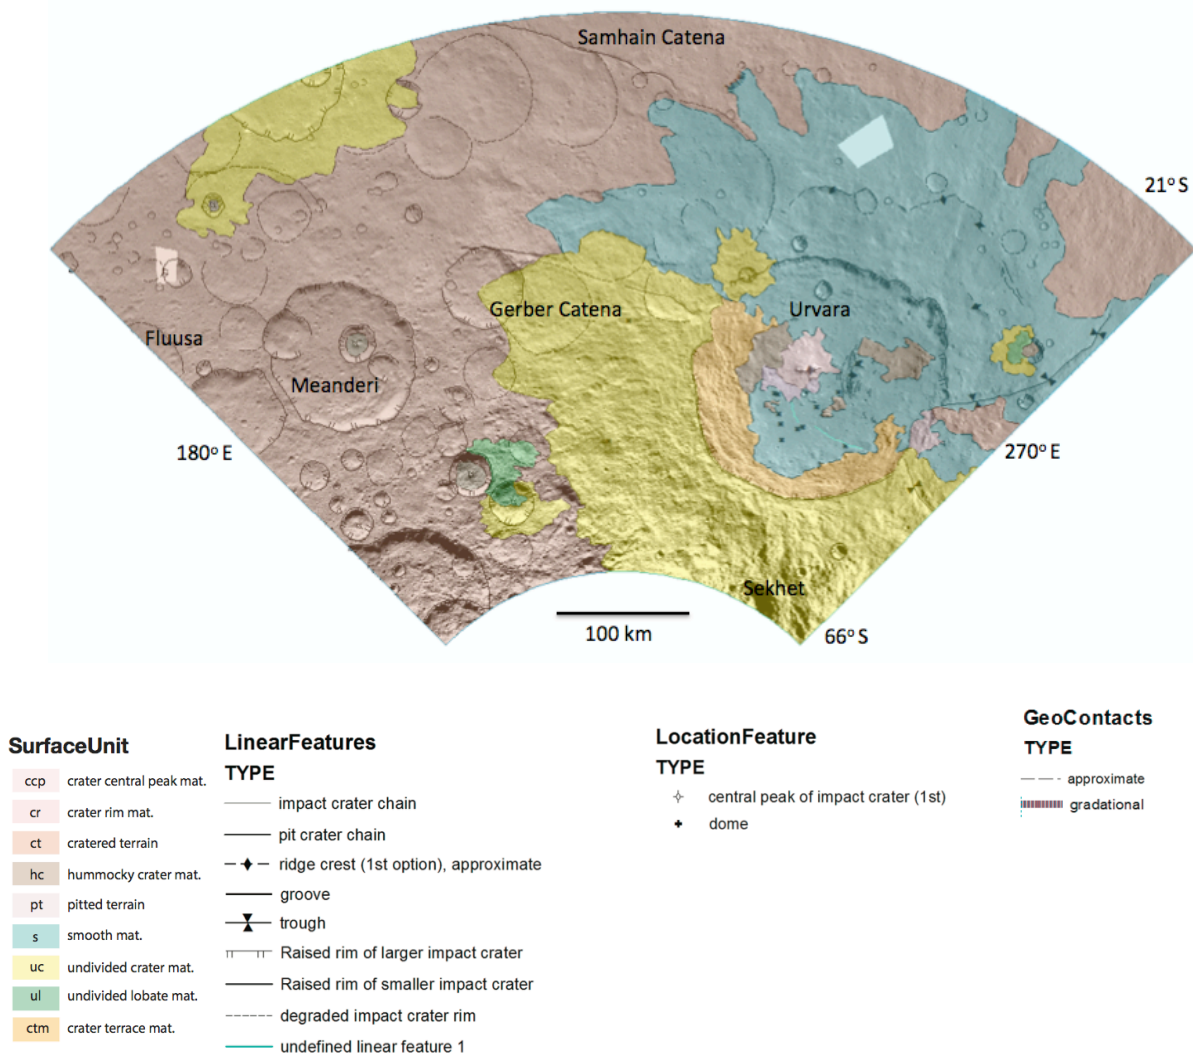 Samhain Catena
21° S
Gerber Catena
Urvara
Fluusa
Meanderi
180° E
270° E
Sekhet
100 km
66° S
SurfaceUnit
ccp crater central peak mat.
cr crater rim mat.
ct cratered terrain
hc hummocky crater mat.
pt pitted terrain
s smooth mat.
uc undivided crater mat.
ul undivided lobate mat.
ctm crater terrace mat.
LinearFeatures
TYPE
impact crater chain
pit crater chain
ridge crest (1st option), approximate
groove
trough
Raised rim of larger impact crater
Raised rim of smaller impact crater
degraded impact crater rim
undefined linear feature 1
LocationFeature
TYPE
central peak of impact crater (1st)
dome
GeoContacts
TYPE
approximate
gradational